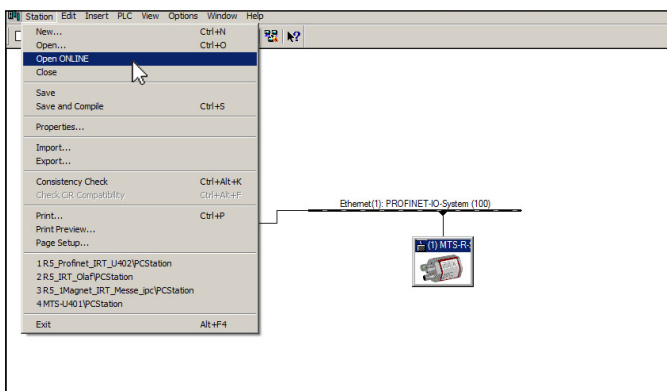 Station Edit Insert PLC View Options Window Help
New... Ctrl+N
Open... Ctrl+O
Open ONLINE
Close
Save
Save and Compile Ctrl+S
Properties...
Import...
Export...
Consistency Check Ctrl+Alt+K
Check CiR-Compatibility Ctrl+Alt+F
Print... Ctrl+P
Print Preview...
Page Setup...
1 R5_Profinet_IRT_U402\PCStation
2 R5_IRT_Olaf\PCStation
3 R5_1Magnet_IRT_Messe_ipc\PCStation
4 MTS-U401\PCStation
Exit Alt+F4
Ethernet(1): PROFINET-IO-System (100)
(1) MTS-R-